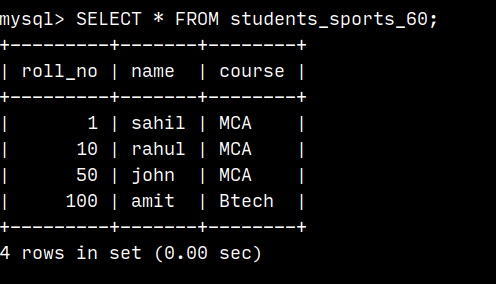 mysql> SELECT * FROM students_sports_60;
+---------+-------+--------+
| roll_no | name  | course |
+---------+-------+--------+
|       1 | sahil | MCA    |
|      10 | rahul | MCA    |
|      50 | john  | MCA    |
|     100 | amit  | Btech  |
+---------+-------+--------+
4 rows in set (0.00 sec)